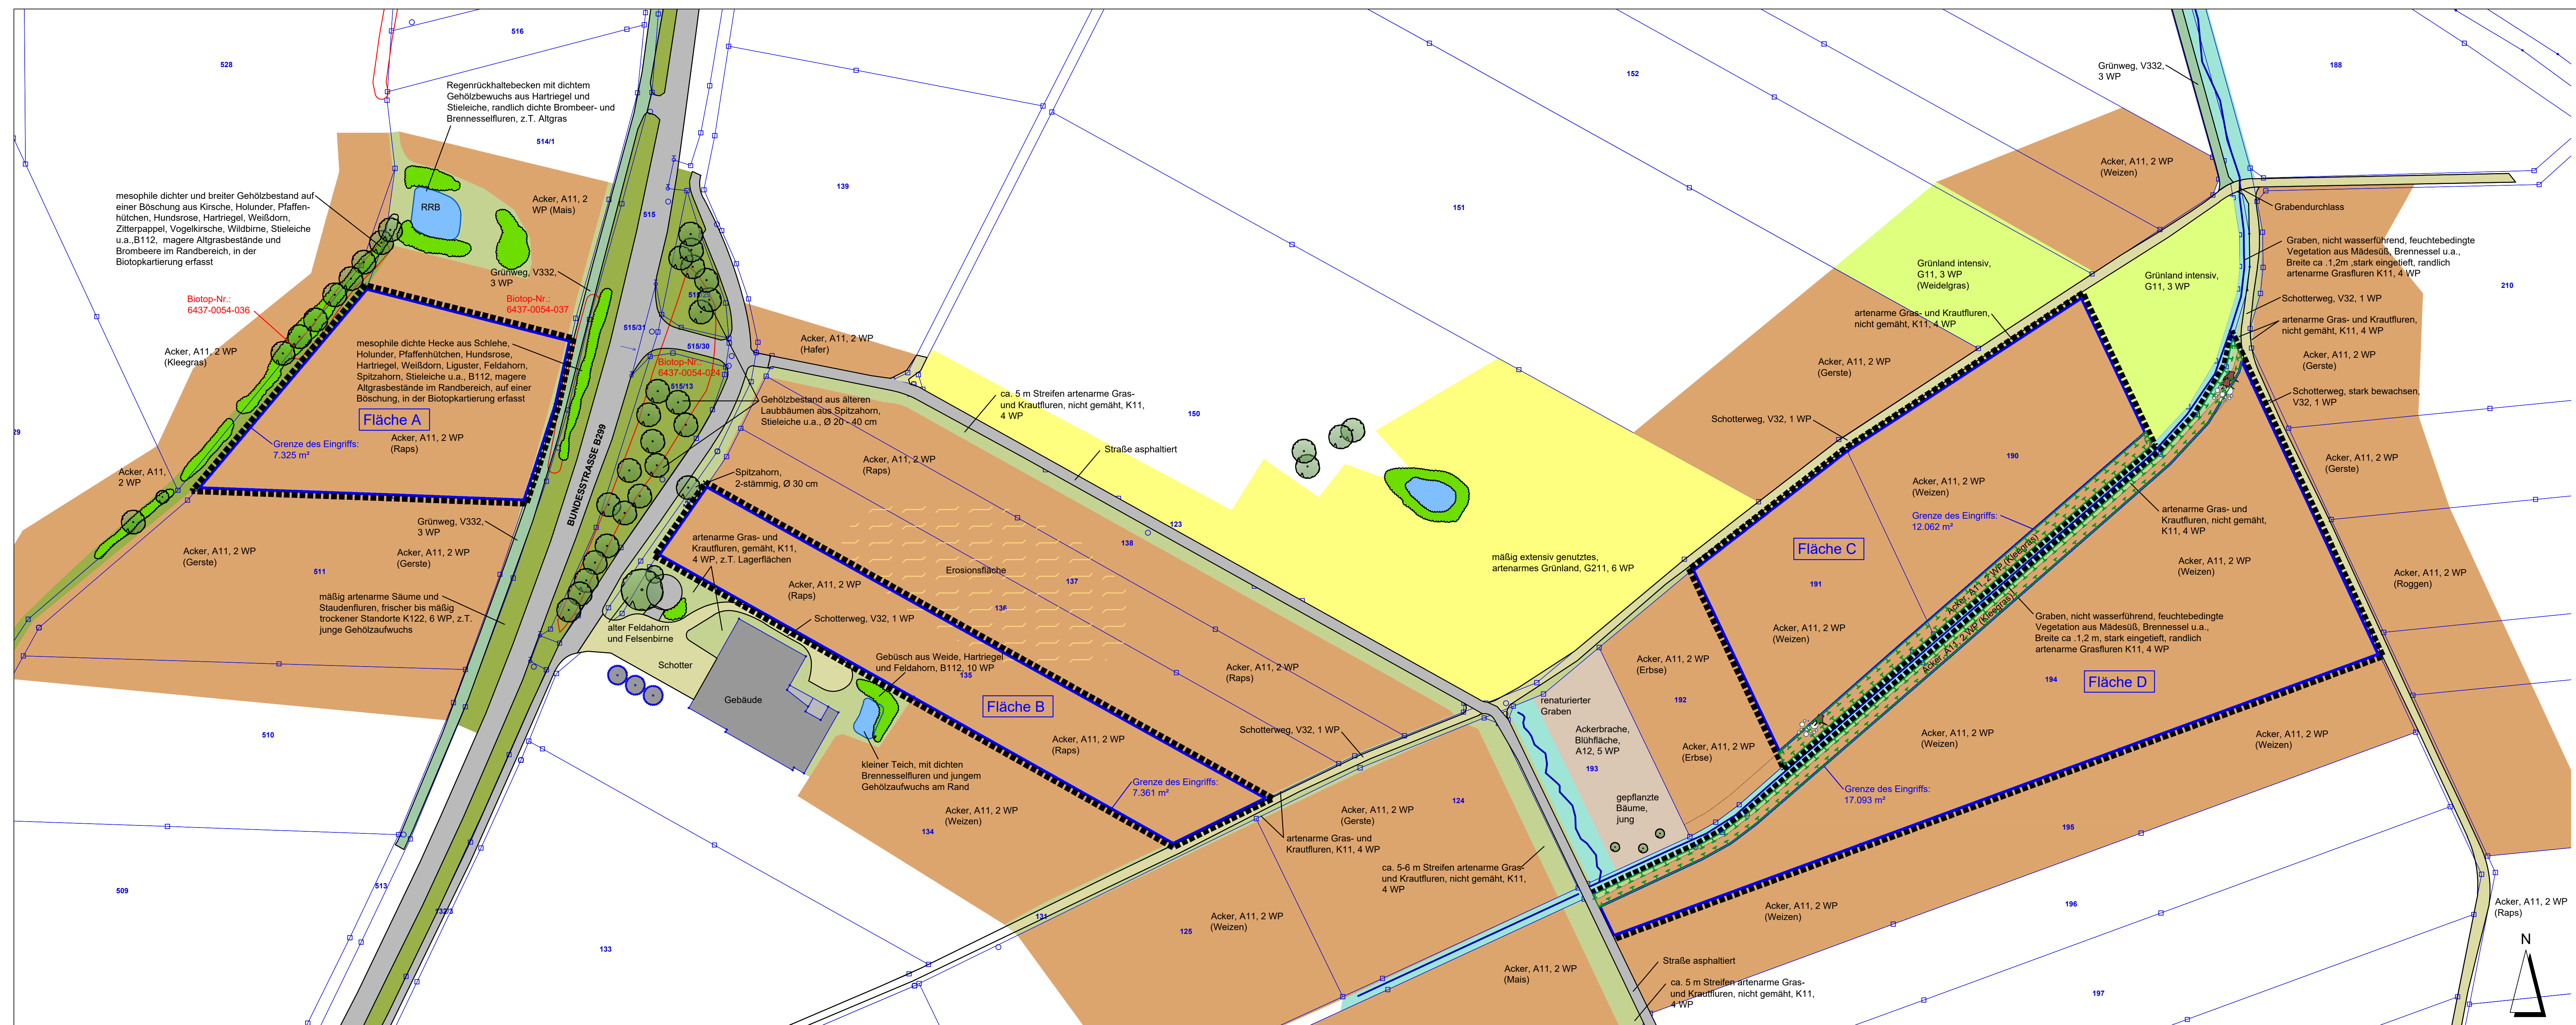 528
516
152
188
Grünweg, V332,
3 WP
Regenrückhaltebecken mit dichtem
Gehölzbewuchs aus Hartriegel und
Stieleiche, randlich dichte Brombeer- und
Brennesselfluren, z.T. Altgras
514/1
139
151
Acker, A11, 2 WP
(Weizen)
mesophile dichter und breiter Gehölzbestand auf
einer Böschung aus Kirsche, Holunder, Pfaffen-
hütchen, Hundsrose, Hartriegel, Weißdorn,
Zitterpappel, Vogelkirsche, Wildbirne, Stieleiche
u.a.,B112, magere Altgrasbestände und
Brombeere im Randbereich, in der
Biotopkartierung erfasst
RRB
Acker, A11, 2
WP (Mais)
515
Grabendurchlass
Graben, nicht wasserführend, feuchtebedingte
Vegetation aus Mädesüß, Brennessel u.a.,
Breite ca .1,2m ,stark eingetieft, randlich
artenarme Grasfluren K11, 4 WP
Grünweg, V332,
3 WP
Grünland intensiv,
G11, 3 WP
(Weidelgras)
Grünland intensiv,
G11, 3 WP
210
Biotop-Nr.:
6437-0054-036
Biotop-Nr.:
6437-0054-037
515/31
515/30
Schotterweg, V32, 1 WP
artenarme Gras- und Krautfluren,
nicht gemäht, K11, 4 WP
artenarme Gras- und Krautfluren,
nicht gemäht, K11, 4 WP
Acker, A11, 2 WP
(Kleegras)
mesophile dichte Hecke aus Schlehe,
Holunder, Pfaffenhütchen, Hundsrose,
Hartriegel, Weißdorn, Liguster, Feldahorn,
Spitzahorn, Stieleiche u.a., B112, magere
Altgrasbestände im Randbereich, auf einer
Böschung, in der Biotopkartierung erfasst
Biotop-Nr.:
6437-0054-024
515/13
Acker, A11, 2 WP
(Hafer)
Acker, A11, 2 WP
(Gerste)
Acker, A11, 2 WP
(Gerste)
Fläche A
Gehölzbestand aus älteren
Laubbäumen aus Spitzahorn,
Stieleiche u.a., Ø 20 - 40 cm
ca. 5 m Streifen artenarme Gras-
und Krautfluren, nicht gemäht, K11,
4 WP
150
Schotterweg, V32, 1 WP
Schotterweg, stark bewachsen,
V32, 1 WP
29
Grenze des Eingriffs:
7.325 m²
Acker, A11, 2 WP
(Raps)
BUNDESSTRASSE B299
Straße asphaltiert
Acker, A11,
2 WP
Spitzahorn,
2-stämmig, Ø 30 cm
Acker, A11, 2 WP
(Raps)
190
Acker, A11, 2 WP
(Weizen)
Acker, A11, 2 WP
(Gerste)
Grünweg, V332,
3 WP
123
138
Grenze des Eingriffs:
12.062 m²
artenarme Gras- und
Krautfluren, nicht gemäht,
K11, 4 WP
Acker, A11, 2 WP
(Gerste)
Acker, A11, 2 WP
(Gerste)
511
artenarme Gras- und
Krautfluren, gemäht, K11,
4 WP, z.T. Lagerflächen
Erosionsfläche
137
136
mäßig extensiv genutztes,
artenarmes Grünland, G211, 6 WP
Fläche C
191
Acker, A11, 2 WP
(Weizen)
Acker, A11, 2 WP
(Roggen)
mäßig artenarme Säume und
Staudenfluren, frischer bis mäßig
trockener Standorte K122, 6 WP, z.T.
junge Gehölzaufwuchs
Acker, A11, 2 WP
(Raps)
Schotterweg, V32, 1 WP
alter Feldahorn
und Felsenbirne
Schotter
Gebüsch aus Weide, Hartriegel
und Feldahorn, B112, 10 WP
135
Acker, A11, 2 WP
(Raps)
Acker, A11, 2 WP
(Weizen)
Acker, A11, 2 WP (Kleegras)
Acker, A11, 2 WP (Kleegras)
Graben, nicht wasserführend, feuchtebedingte
Vegetation aus Mädesüß, Brennessel u.a.,
Breite ca .1,2 m, stark eingetieft, randlich
artenarme Grasfluren K11, 4 WP
Acker, A11, 2 WP
(Erbse)
192
194
Fläche D
Gebäude
Fläche B
renaturierter
Graben
510
Acker, A11, 2 WP
(Raps)
Schotterweg, V32, 1 WP
Ackerbrache,
Blühfläche,
A12, 5 WP
193
Acker, A11, 2 WP
(Erbse)
Acker, A11, 2 WP
(Weizen)
Acker, A11, 2 WP
(Weizen)
kleiner Teich, mit dichten
Brennesselfluren und jungem
Gehölzaufwuchs am Rand
Grenze des Eingriffs:
7.361 m²
Grenze des Eingriffs:
17.093 m²
Acker, A11, 2 WP
(Weizen)
134
Acker, A11, 2 WP
(Gerste)
124
gepflanzte
Bäume,
jung
195
artenarme Gras- und
Krautfluren, K11, 4 WP
ca. 5-6 m Streifen artenarme Gras-
und Krautfluren, nicht gemäht, K11,
4 WP
509
513
132/3
131
133
125
Acker, A11, 2 WP
(Weizen)
Acker, A11, 2 WP
(Weizen)
196
Acker, A11, 2 WP
(Raps)
Acker, A11, 2 WP
(Mais)
Straße asphaltiert
ca. 5 m Streifen artenarme Gras-
und Krautfluren, nicht gemäht, K11,
4 WP
197
N